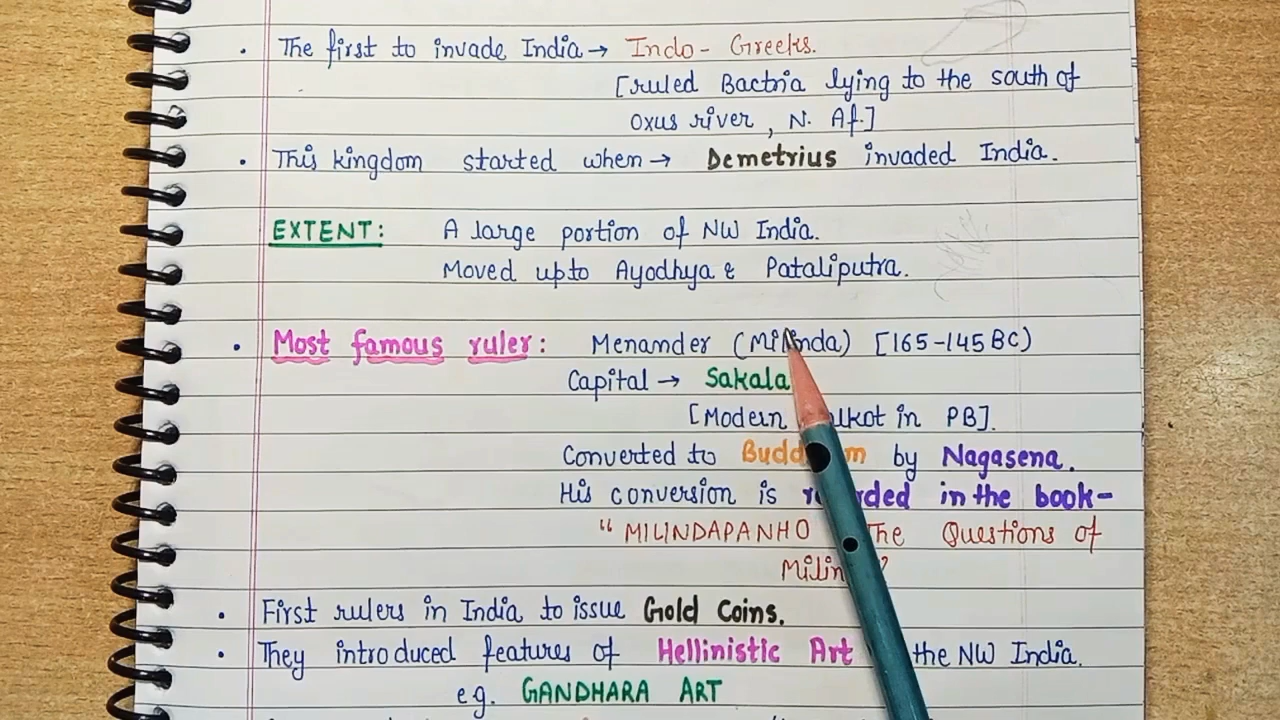 • The first to invade India → Indo - Greeks.
[ruled Bactria lying to the south of
oxus river, N. Af.]
• This kingdom started when → Demetrius invaded India.
EXTENT: A large portion of NW India.
Moved upto Ayodhya & Pataliputra.
• Most famous ruler: Menander (Milinda) [165-145 BC)
Capital → Sakala
[Modern in PB].
Converted to by Nagasena.
His conversion is in the book-
"MILINDAPANHO Questions of
• First rulers in India to issue Gold Coins.
• They introduced features of Hellinistic Art the NW India.
e.g. GANDHARA ART